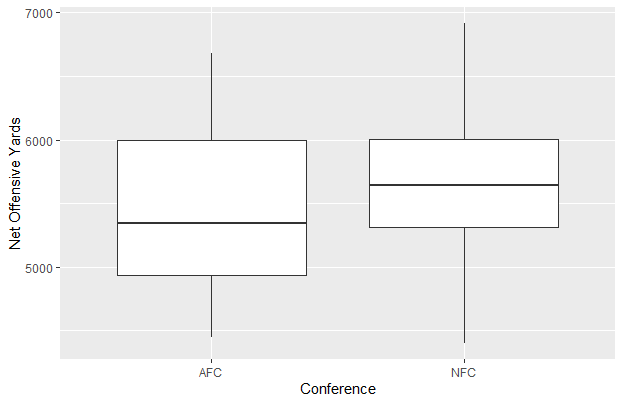 7000
6000
5000
Net Offensive Yards
AFC
NFC
Conference